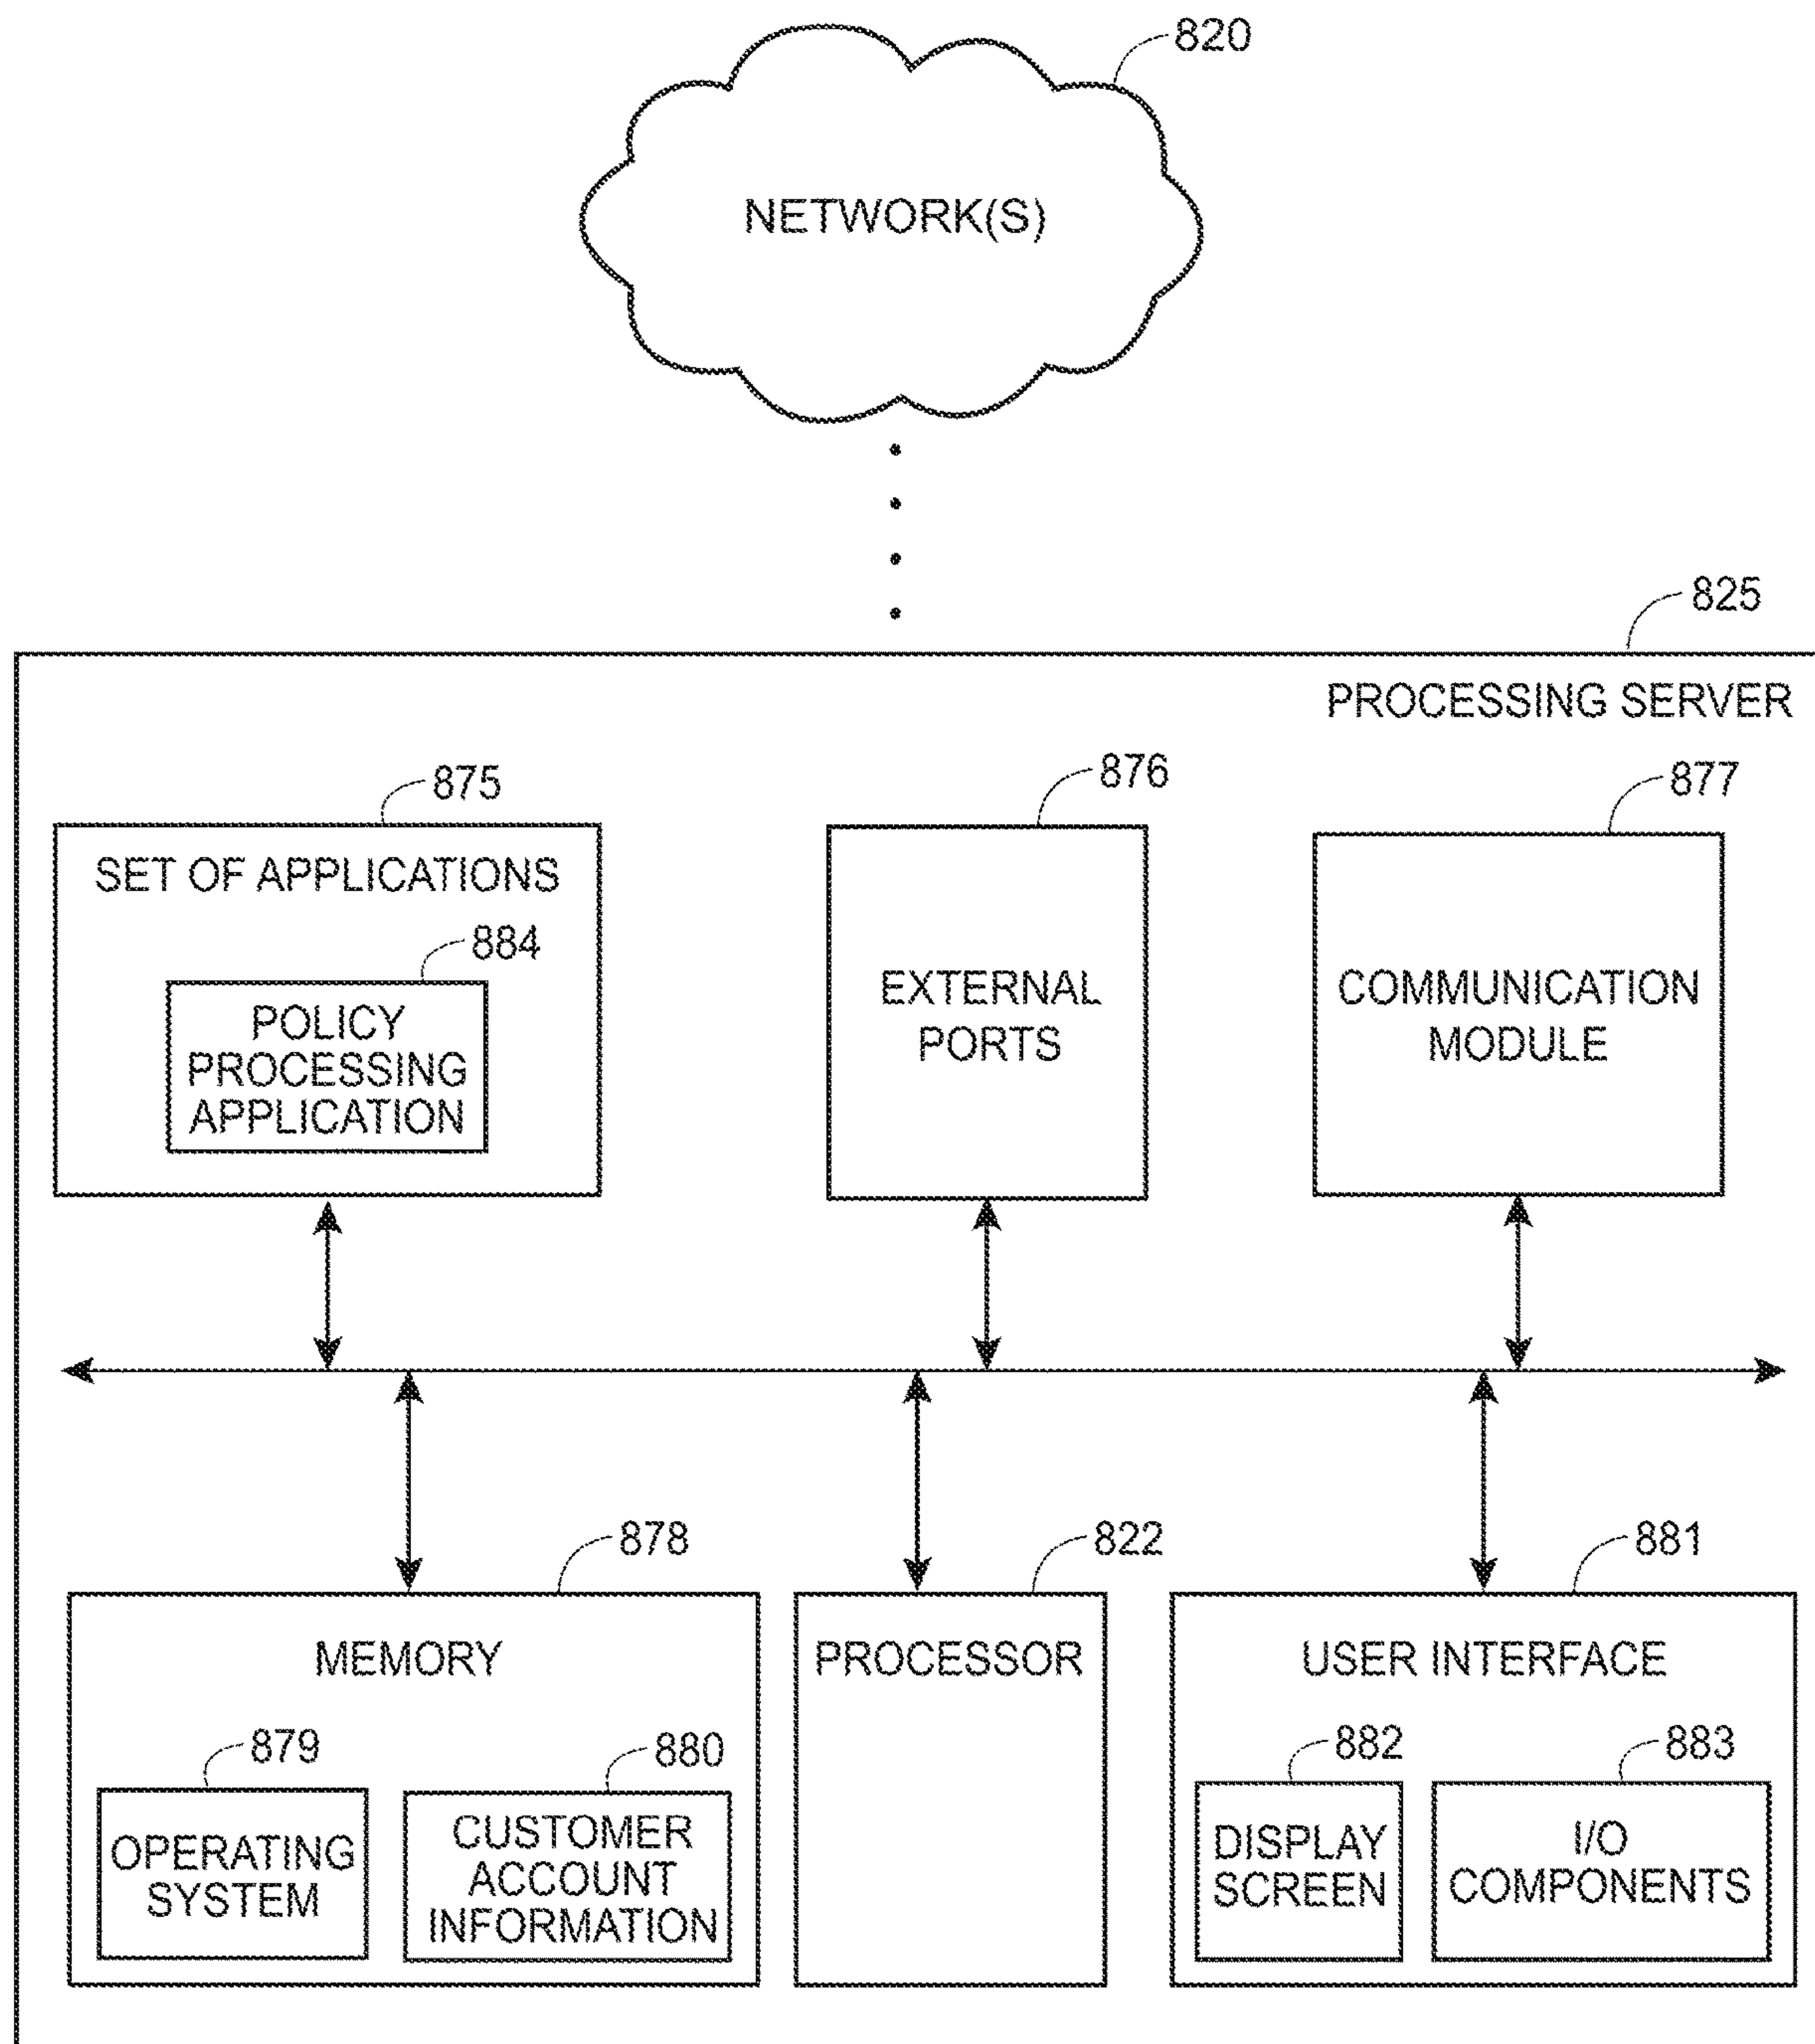 820
NETWORK(S)
825
PROCESSING SERVER
875
876
877
SET OF APPLICATIONS
884
POLICY
PROCESSING
APPLICATION
EXTERNAL
PORTS
COMMUNICATION
MODULE
878
822
881
MEMORY
PROCESSOR
USER INTERFACE
879
880
882
883
OPERATING
SYSTEM
CUSTOMER
ACCOUNT
INFORMATION
DISPLAY
SCREEN
I/O
COMPONENTS